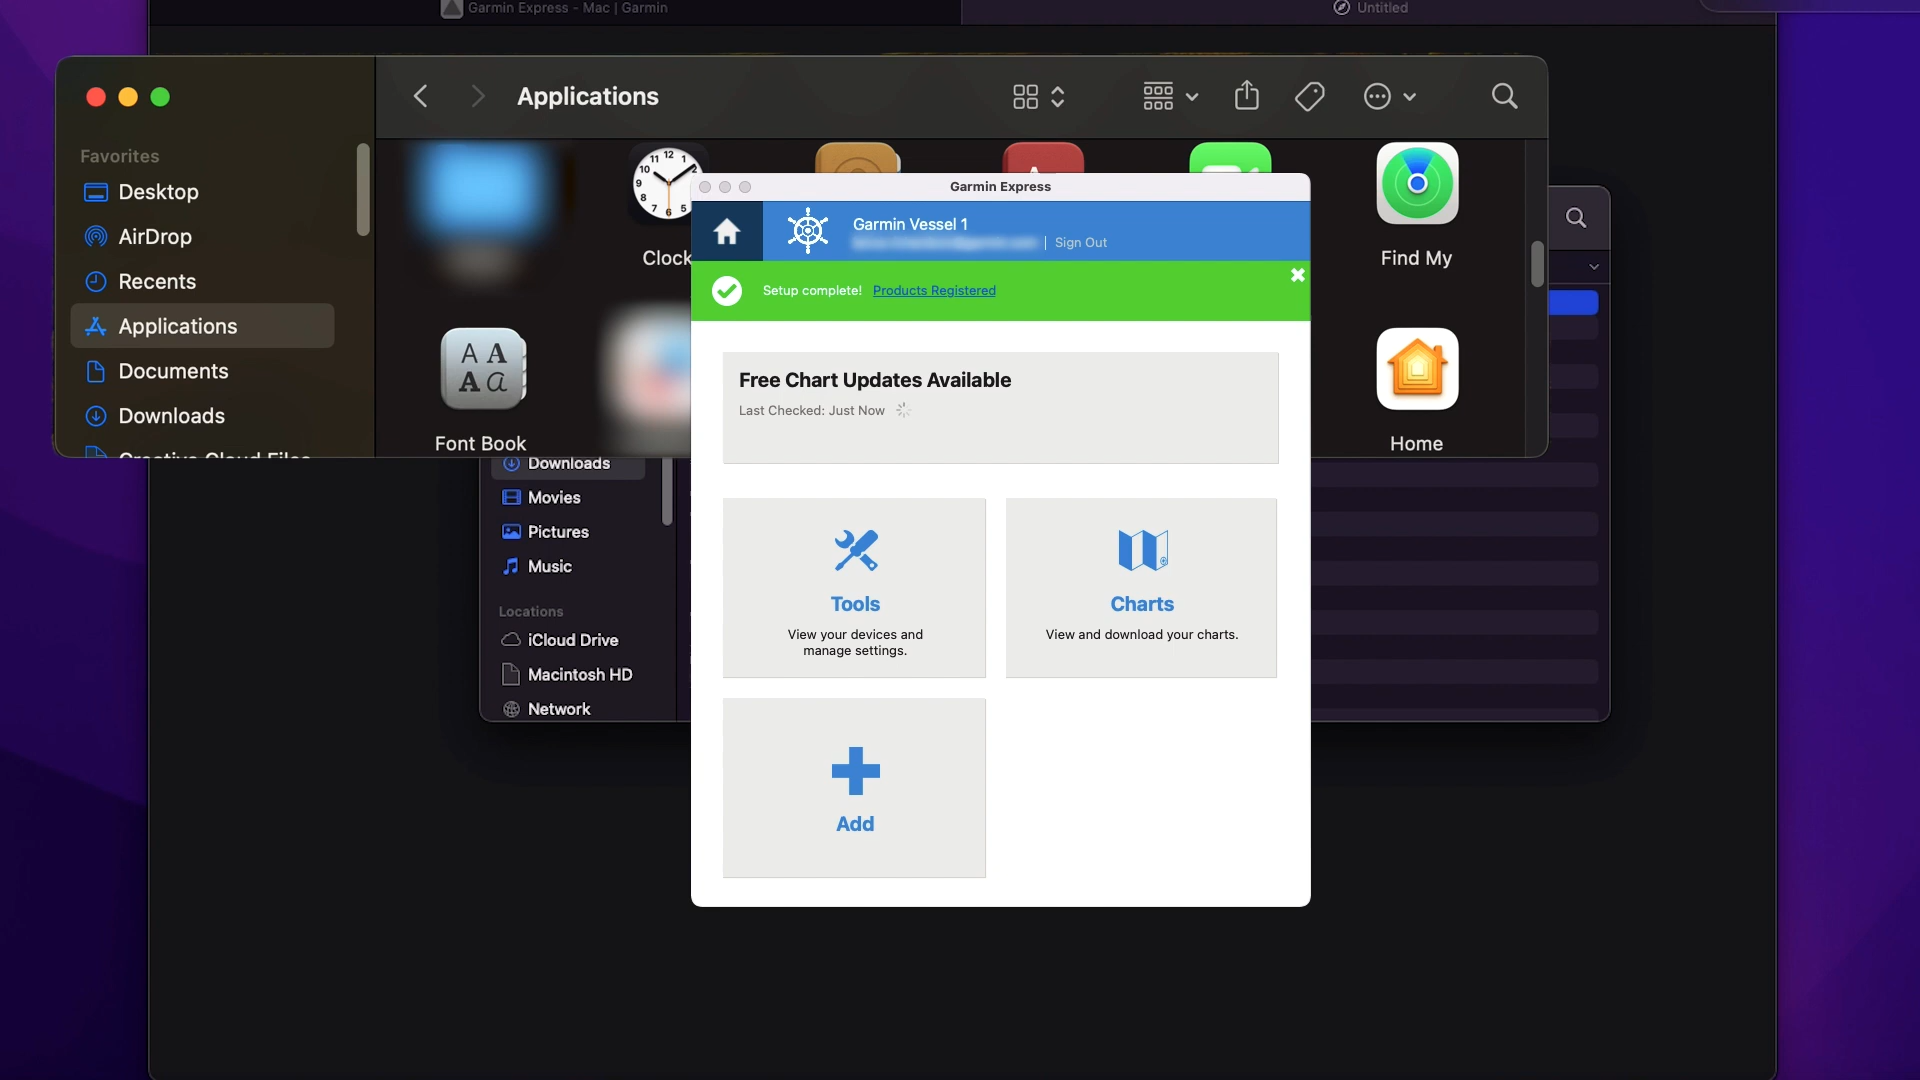 Garmin Express - Mac | Garmin
Untitled
Applications
Favorites
Desktop
AirDrop
Recents
Applications
Documents
Downloads
Creative Cloud Files
Clock
Find My
Font Book
Home
Downloads
Movies
Pictures
Music
Locations
iCloud Drive
Macintosh HD
Network
Garmin Express
Garmin Vessel 1
| Sign Out
Setup complete! Products Registered
Free Chart Updates Available
Last Checked: Just Now
Tools
View your devices and
manage settings.
Charts
View and download your charts.
Add